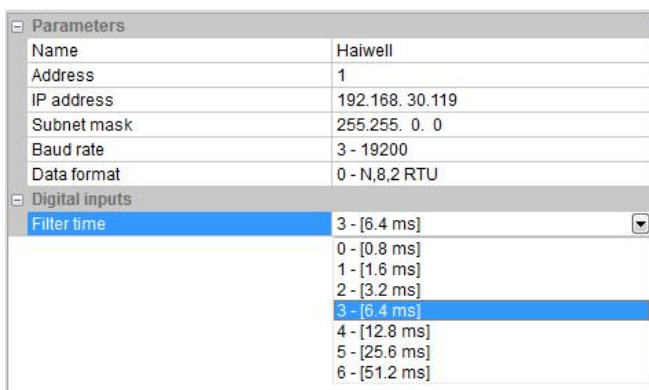 Parameters
Name Haiwell
Address 1
IP address 192.168. 30.119
Subnet mask 255.255.  0.  0
Baud rate 3 - 19200
Data format 0 - N,8,2 RTU
Digital inputs
Filter time 3 - [6.4 ms]
0 - [0.8 ms]
1 - [1.6 ms]
2 - [3.2 ms]
3 - [6.4 ms]
4 - [12.8 ms]
5 - [25.6 ms]
6 - [51.2 ms]